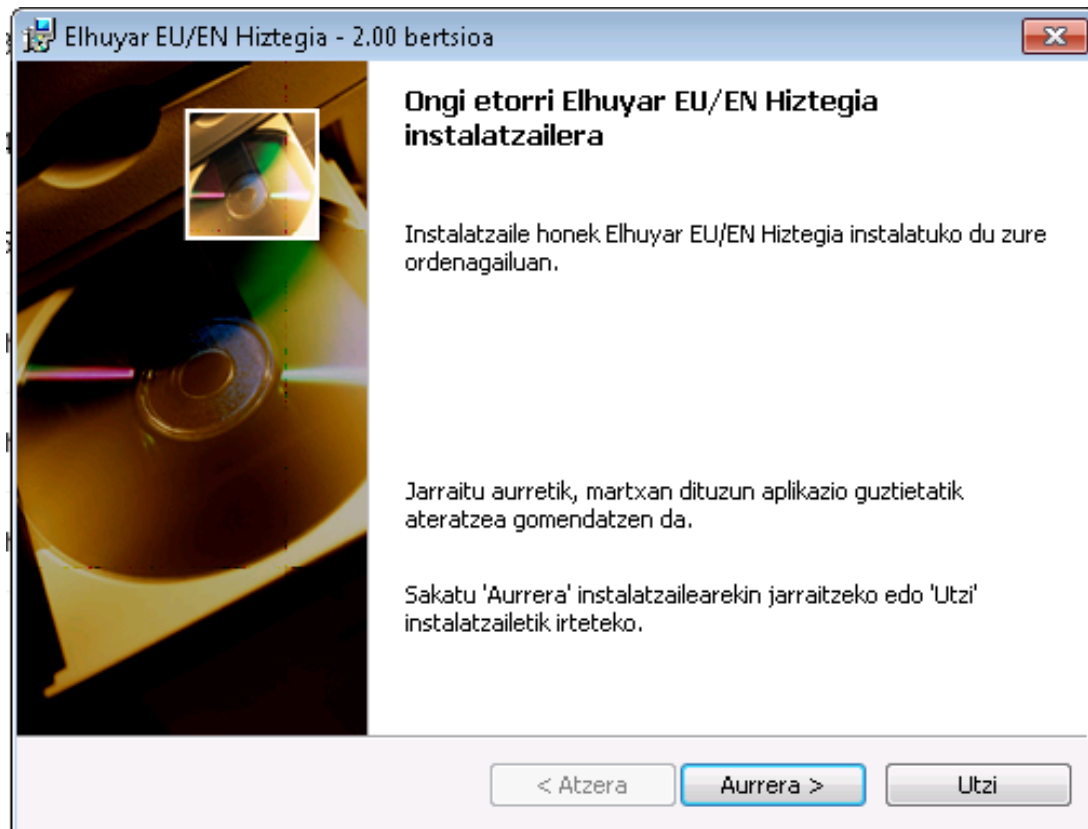 Elhuyar EU/EN Hiztegia - 2.00 bertsioa
Ongi etorri Elhuyar EU/EN Hiztegia
instalatzailera
Instalatzaile honek Elhuyar EU/EN Hiztegia instalatuko du zure
ordenagailuan.
Jarraitu aurretik, martxan dituzun aplikazio guztietatik
ateratzea gomendatzen da.
Sakatu 'Aurrera' instalatzailearekin jarraitzeko edo 'Utzi'
instalatzailetik irteteko.
< Atzera
Aurrera >
Utzi